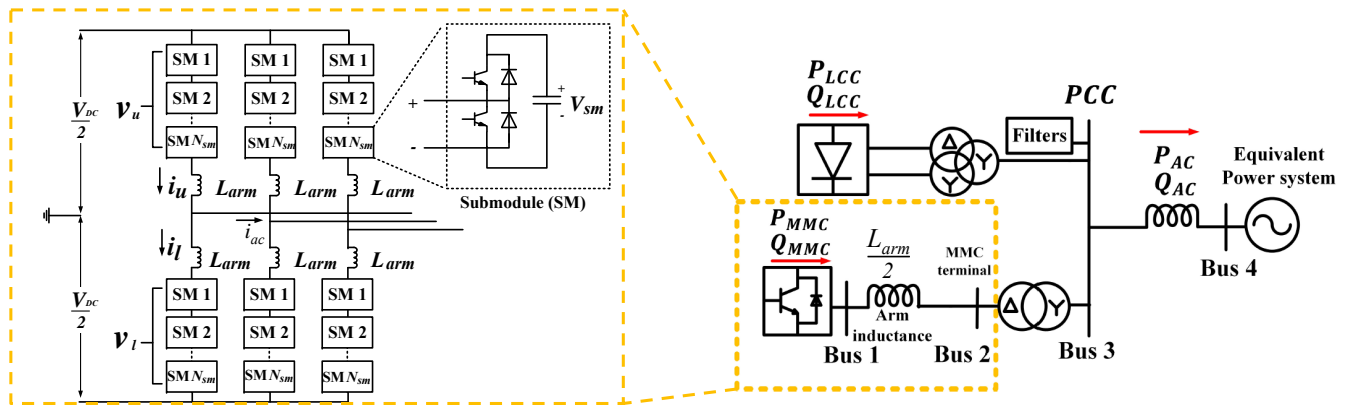 SM 1 SM 1 SM 1
SM 2 SM 2 SM 2
SM N_sm SM N_sm SM N_sm
V_DC
2
v_u
i_u
L_arm L_arm L_arm
i_ac
i_l
L_arm L_arm L_arm
V_DC
2
v_l
SM 1 SM 1 SM 1
SM 2 SM 2 SM 2
SM N_sm SM N_sm SM N_sm
+
-
+
V_sm
-
Submodule (SM)
P_LCC
Q_LCC
Δ
Y
Y
Filters
PCC
P_AC
Q_AC
Equivalent
Power system
Bus 4
P_MMC
Q_MMC
L_arm
2
MMC
terminal
Arm
inductance
Bus 1
Bus 2
Δ
Y
Bus 3